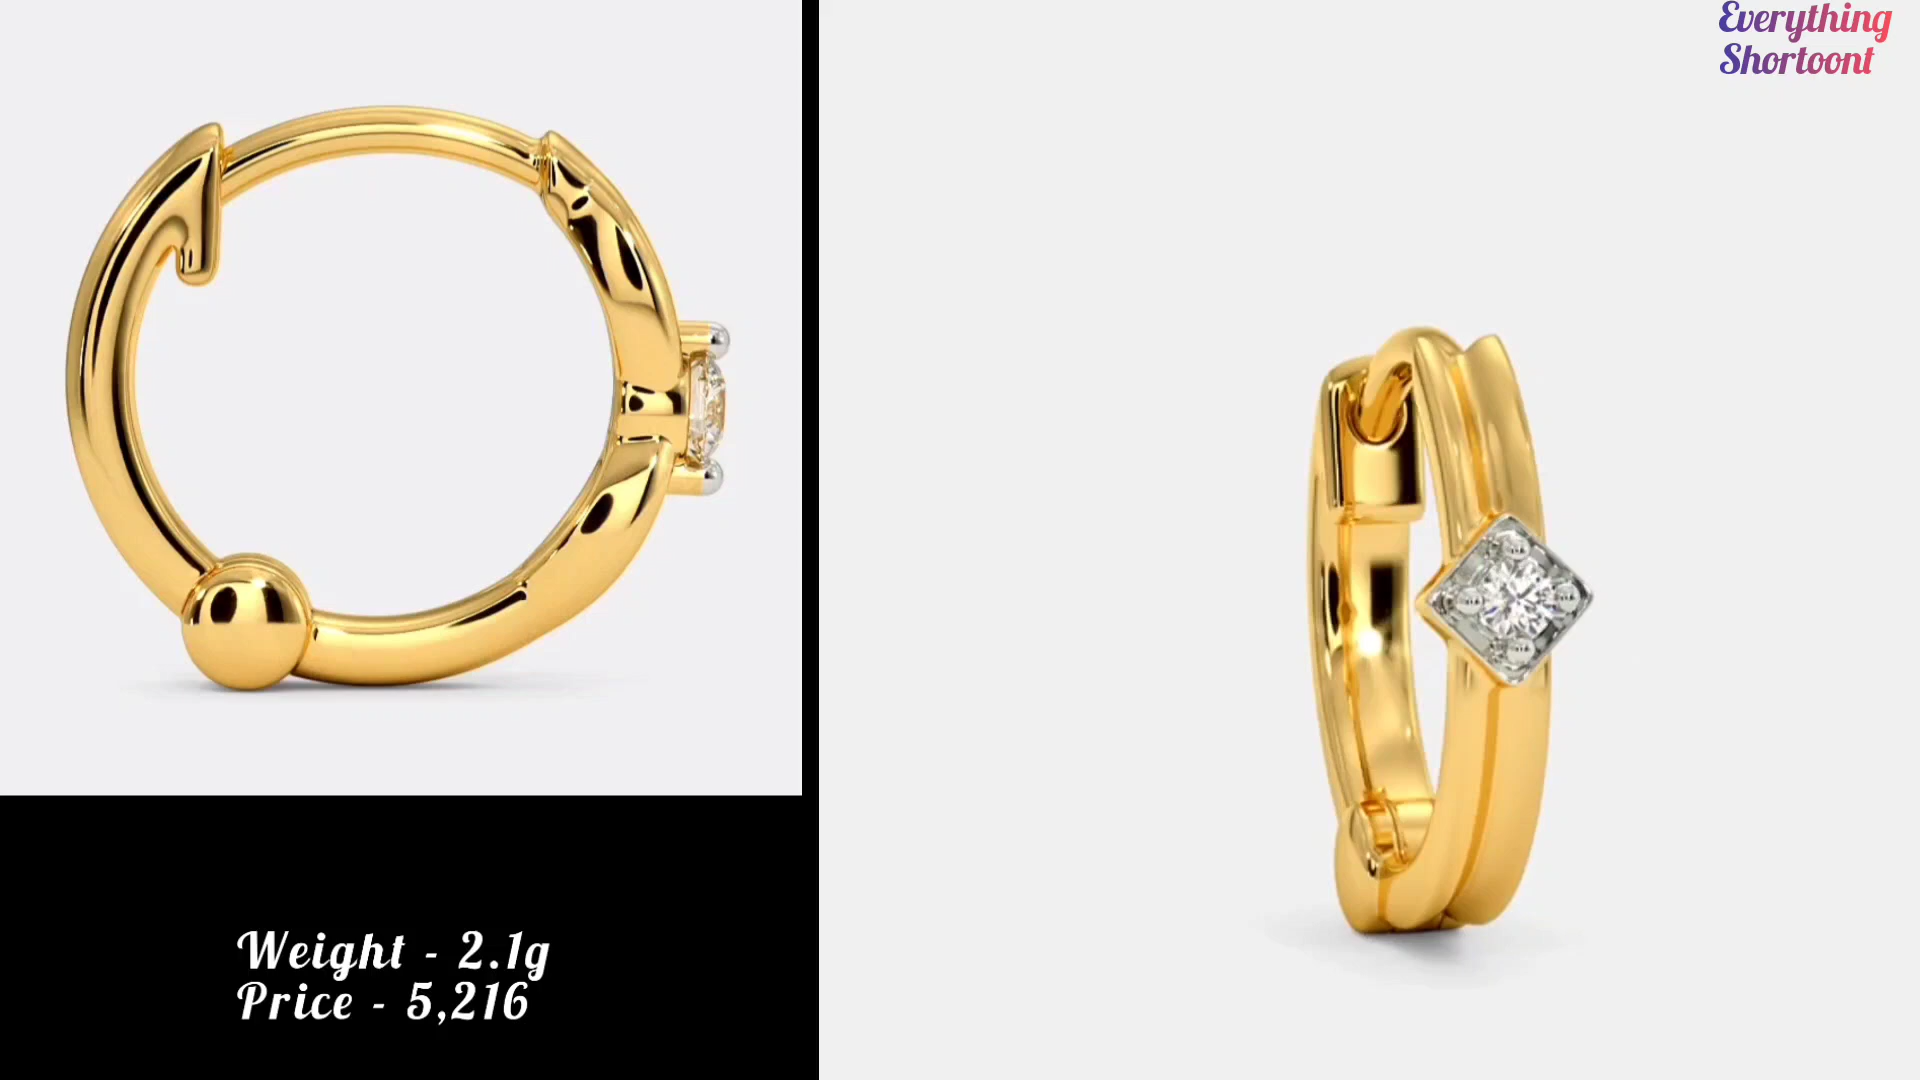 Everything
Shortoont
Weight - 2.1g
Price - 5,216